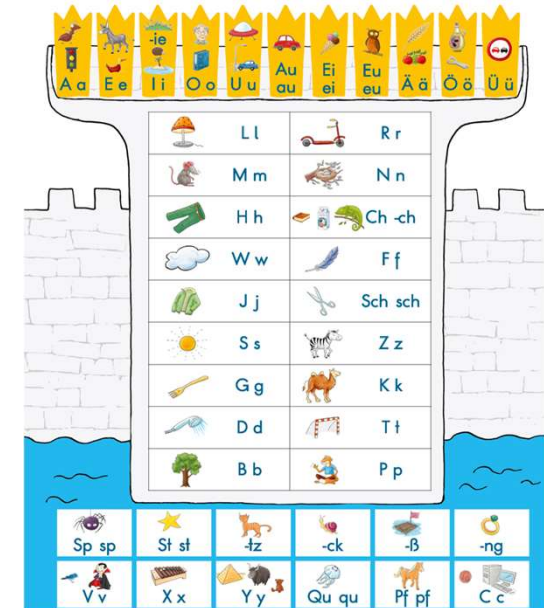 -ie
A a E e I i O o U u Au au Ei ei Eu eu Ä ä Ö ö Ü ü
L l R r
M m N n
H h Ch -ch
W w F f
J j Sch sch
S s Z z
G g K k
D d T t
B b P p
Sp sp St st -tz -ck -ß -ng
V v X x Y y Qu qu Pf pf C c